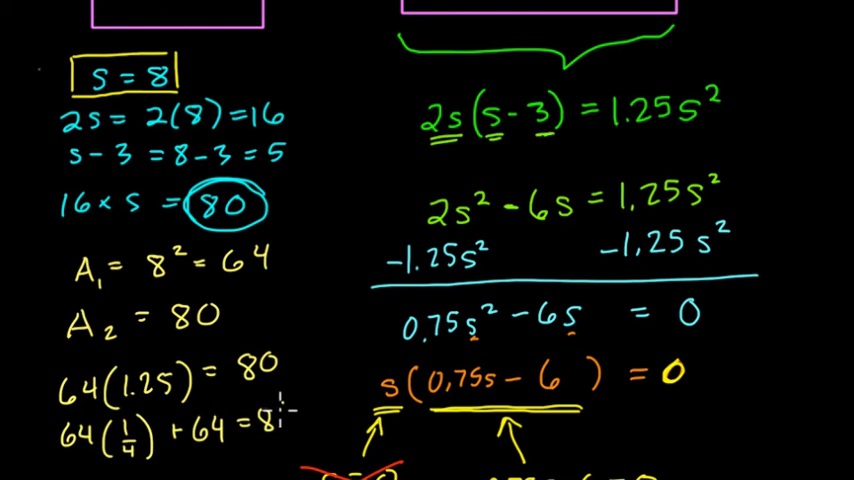 s = 8
2s = 2(8) = 16
s - 3 = 8 - 3 = 5
16 × 5 = 80
A₁ = 8² = 64
A₂ = 80
64(1.25) = 80
64(1/4) + 64 = 8
2s(s - 3) = 1.25s²
2s² - 6s = 1.25s²
-1.25s² -1.25s²
0.75s² - 6s = 0
s(0.75s - 6) = 0